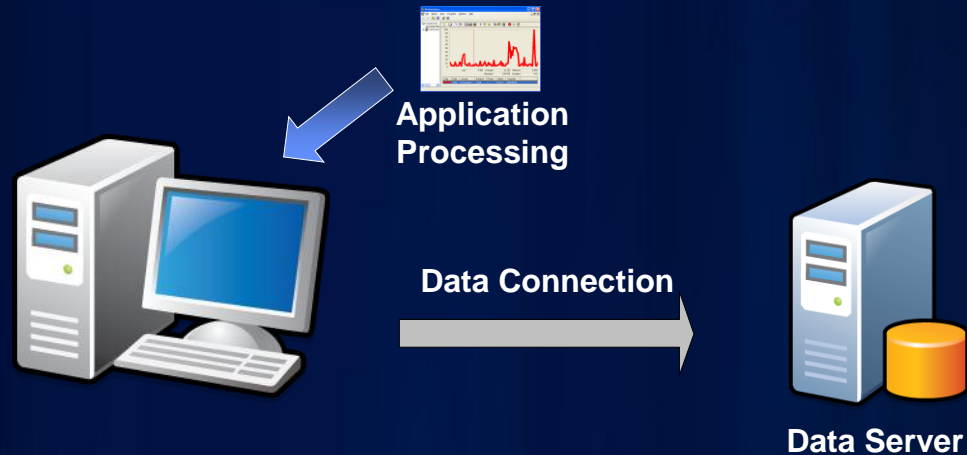 Application
Processing
Data Connection
Data Server